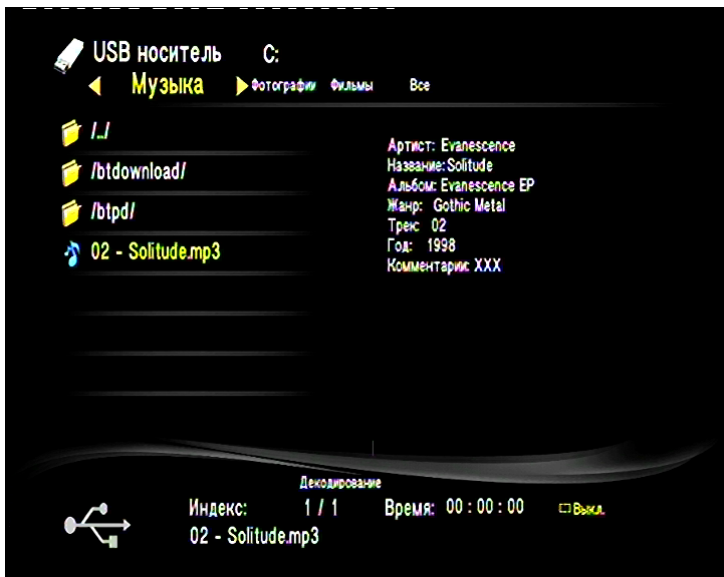 USB носитель C:
Музыка Фотографии Фильмы Все
/../
/btdownload/
/btpd/
02 - Solitude.mp3
Артист: Evanescence
Название: Solitude
Альбом: Evanescence EP
Жанр: Gothic Metal
Трек: 02
Год: 1998
Комментарии: XXX
Декодирование
Индекс: 1 / 1 Время: 00 : 00 : 00 Выкл.
02 - Solitude.mp3